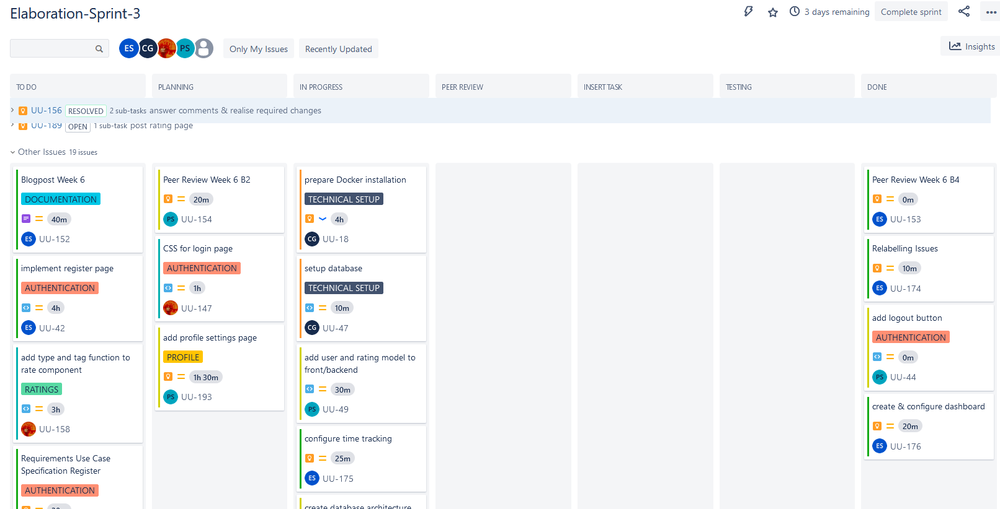 Elaboration-Sprint-3
3 days remaining
Complete sprint
ES CG PS
Only My Issues
Recently Updated
Insights
TO DO
PLANNING
IN PROGRESS
PEER REVIEW
INSERT TASK
TESTING
DONE
UU-156 RESOLVED 2 sub-tasks answer comments & realise required changes
UU-189 OPEN 1 sub-task post rating page
Other Issues 19 issues
Blogpost Week 6
DOCUMENTATION
40m
ES UU-152
implement register page
AUTHENTICATION
4h
ES UU-42
add type and tag function to
rate component
RATINGS
3h
UU-158
Requirements Use Case
Specification Register
AUTHENTICATION
Peer Review Week 6 B2
20m
PS UU-154
CSS for login page
AUTHENTICATION
1h
UU-147
add profile settings page
PROFILE
1h 30m
PS UU-193
prepare Docker installation
TECHNICAL SETUP
4h
CG UU-18
setup database
TECHNICAL SETUP
10m
CG UU-47
add user and rating model to
front/backend
30m
PS UU-49
configure time tracking
25m
ES UU-175
create database architecture
Peer Review Week 6 B4
0m
ES UU-153
Relabelling Issues
10m
ES UU-174
add logout button
AUTHENTICATION
0m
PS UU-44
create & configure dashboard
20m
ES UU-176